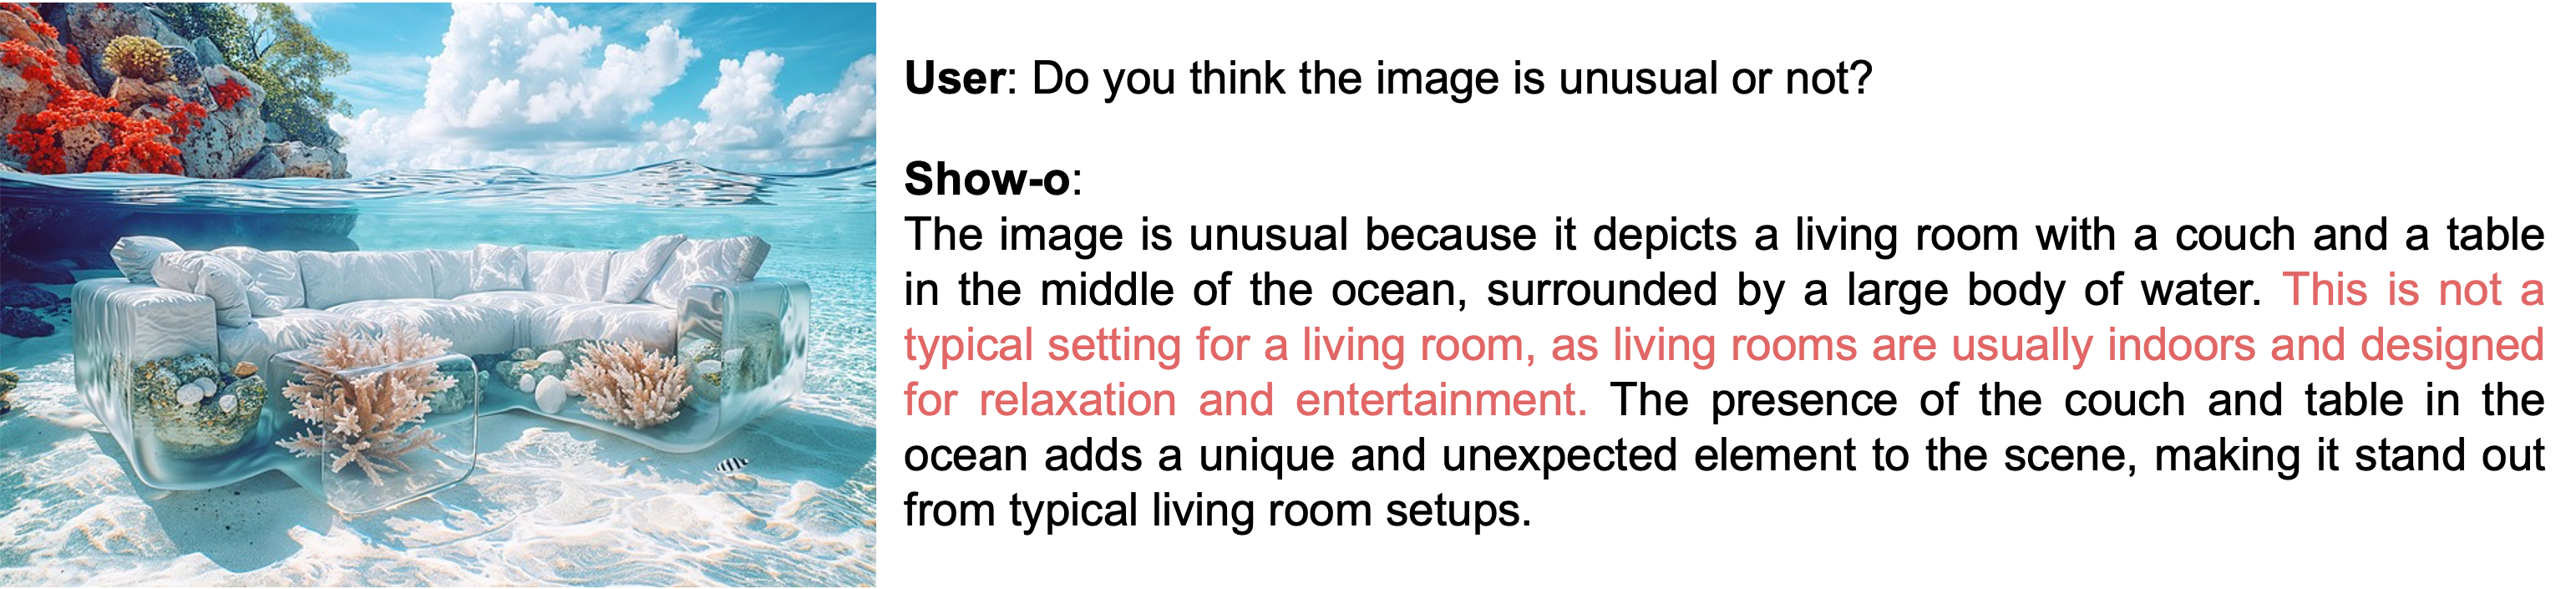 User: Do you think the image is unusual or not?
Show-o:
The image is unusual because it depicts a living room with a couch and a table
in the middle of the ocean, surrounded by a large body of water. This is not a
typical setting for a living room, as living rooms are usually indoors and designed
for relaxation and entertainment. The presence of the couch and table in the
ocean adds a unique and unexpected element to the scene, making it stand out
from typical living room setups.